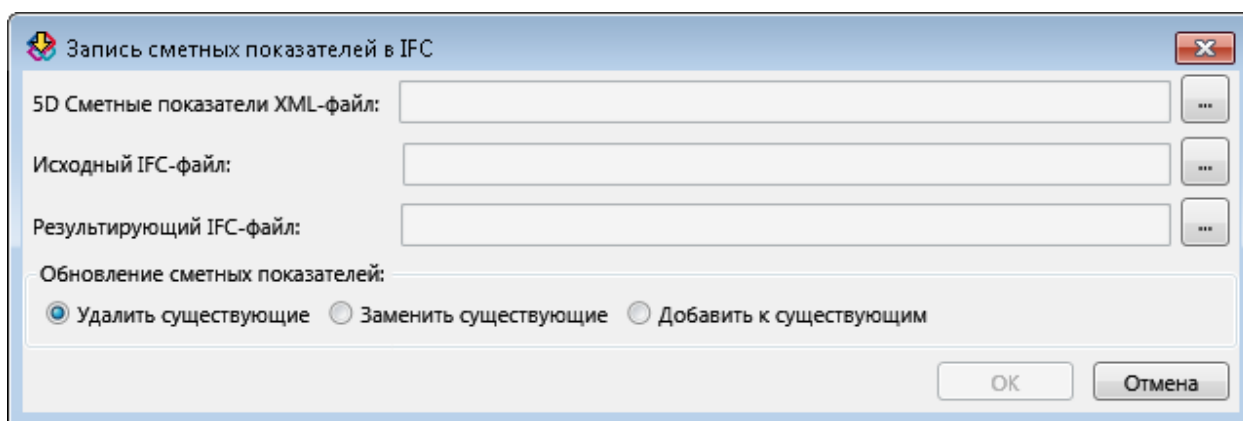 Запись сметных показателей в IFC
5D Сметные показатели XML-файл:
...
Исходный IFC-файл:
...
Результирующий IFC-файл:
...
Обновление сметных показателей:
Удалить существующие Заменить существующие Добавить к существующим
OK Отмена